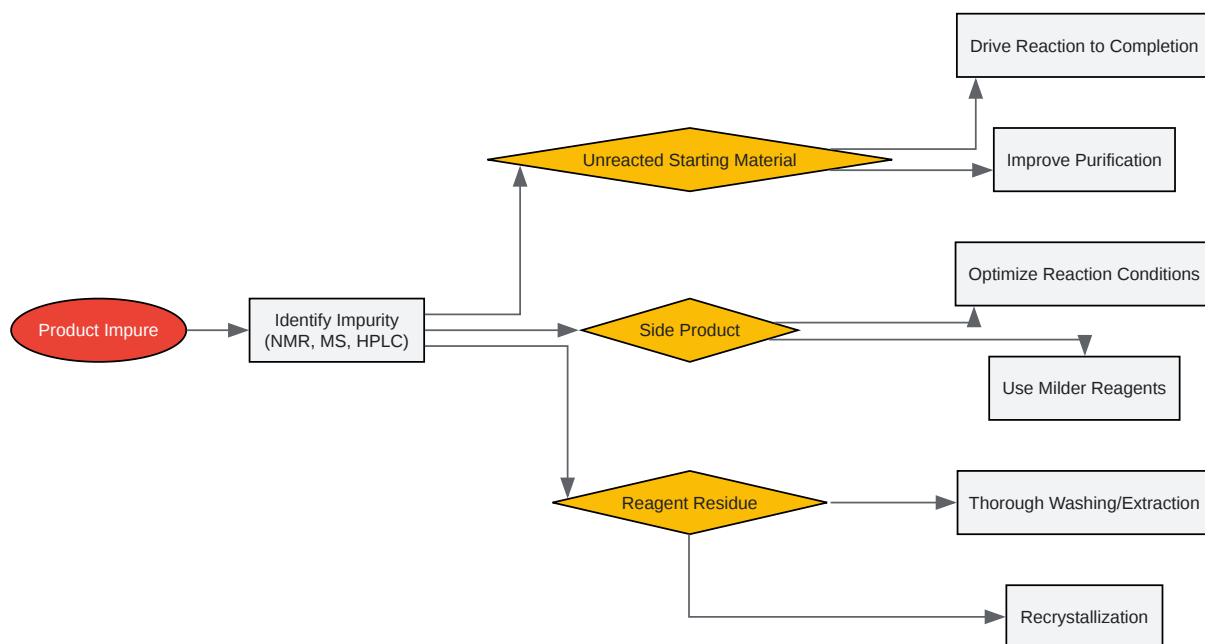 Product Impure
Identify Impurity
(NMR, MS, HPLC)
Unreacted Starting Material
Drive Reaction to Completion
Improve Purification
Side Product
Optimize Reaction Conditions
Use Milder Reagents
Reagent Residue
Thorough Washing/Extraction
Recrystallization